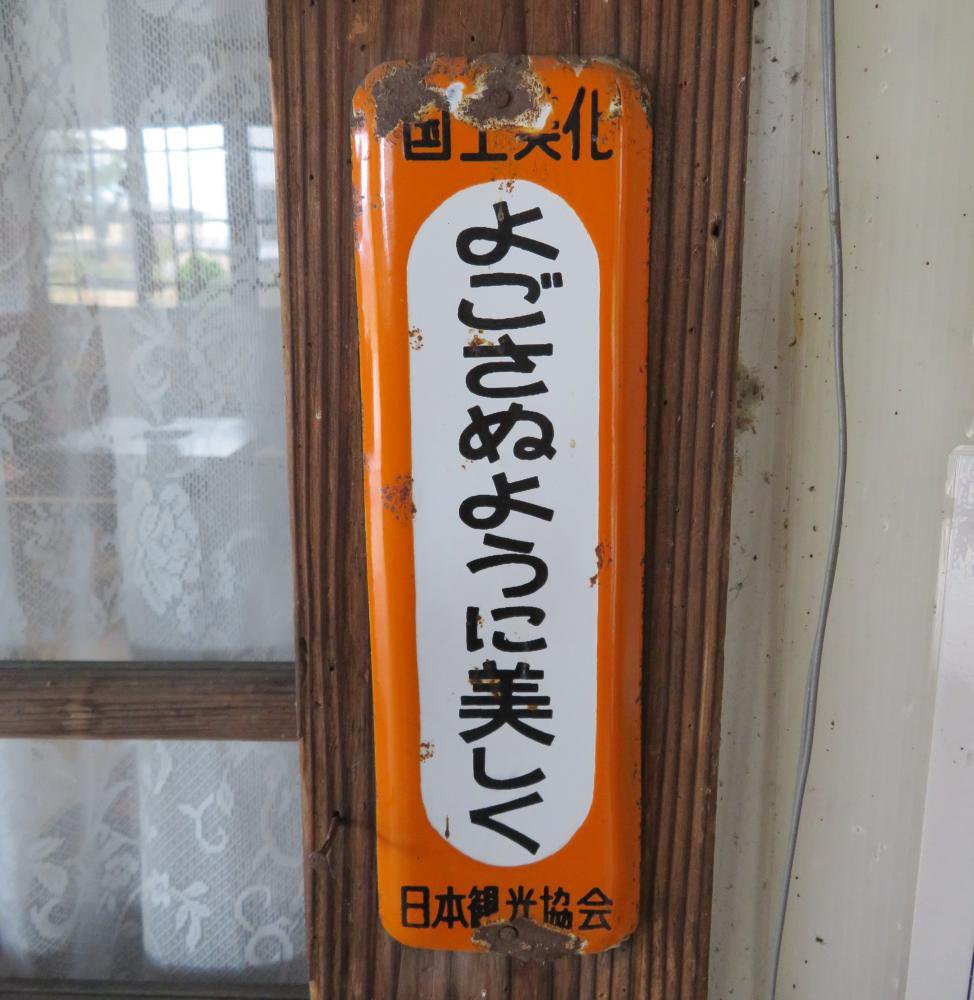 国土美化
よごさぬように美しく
日本観光協会